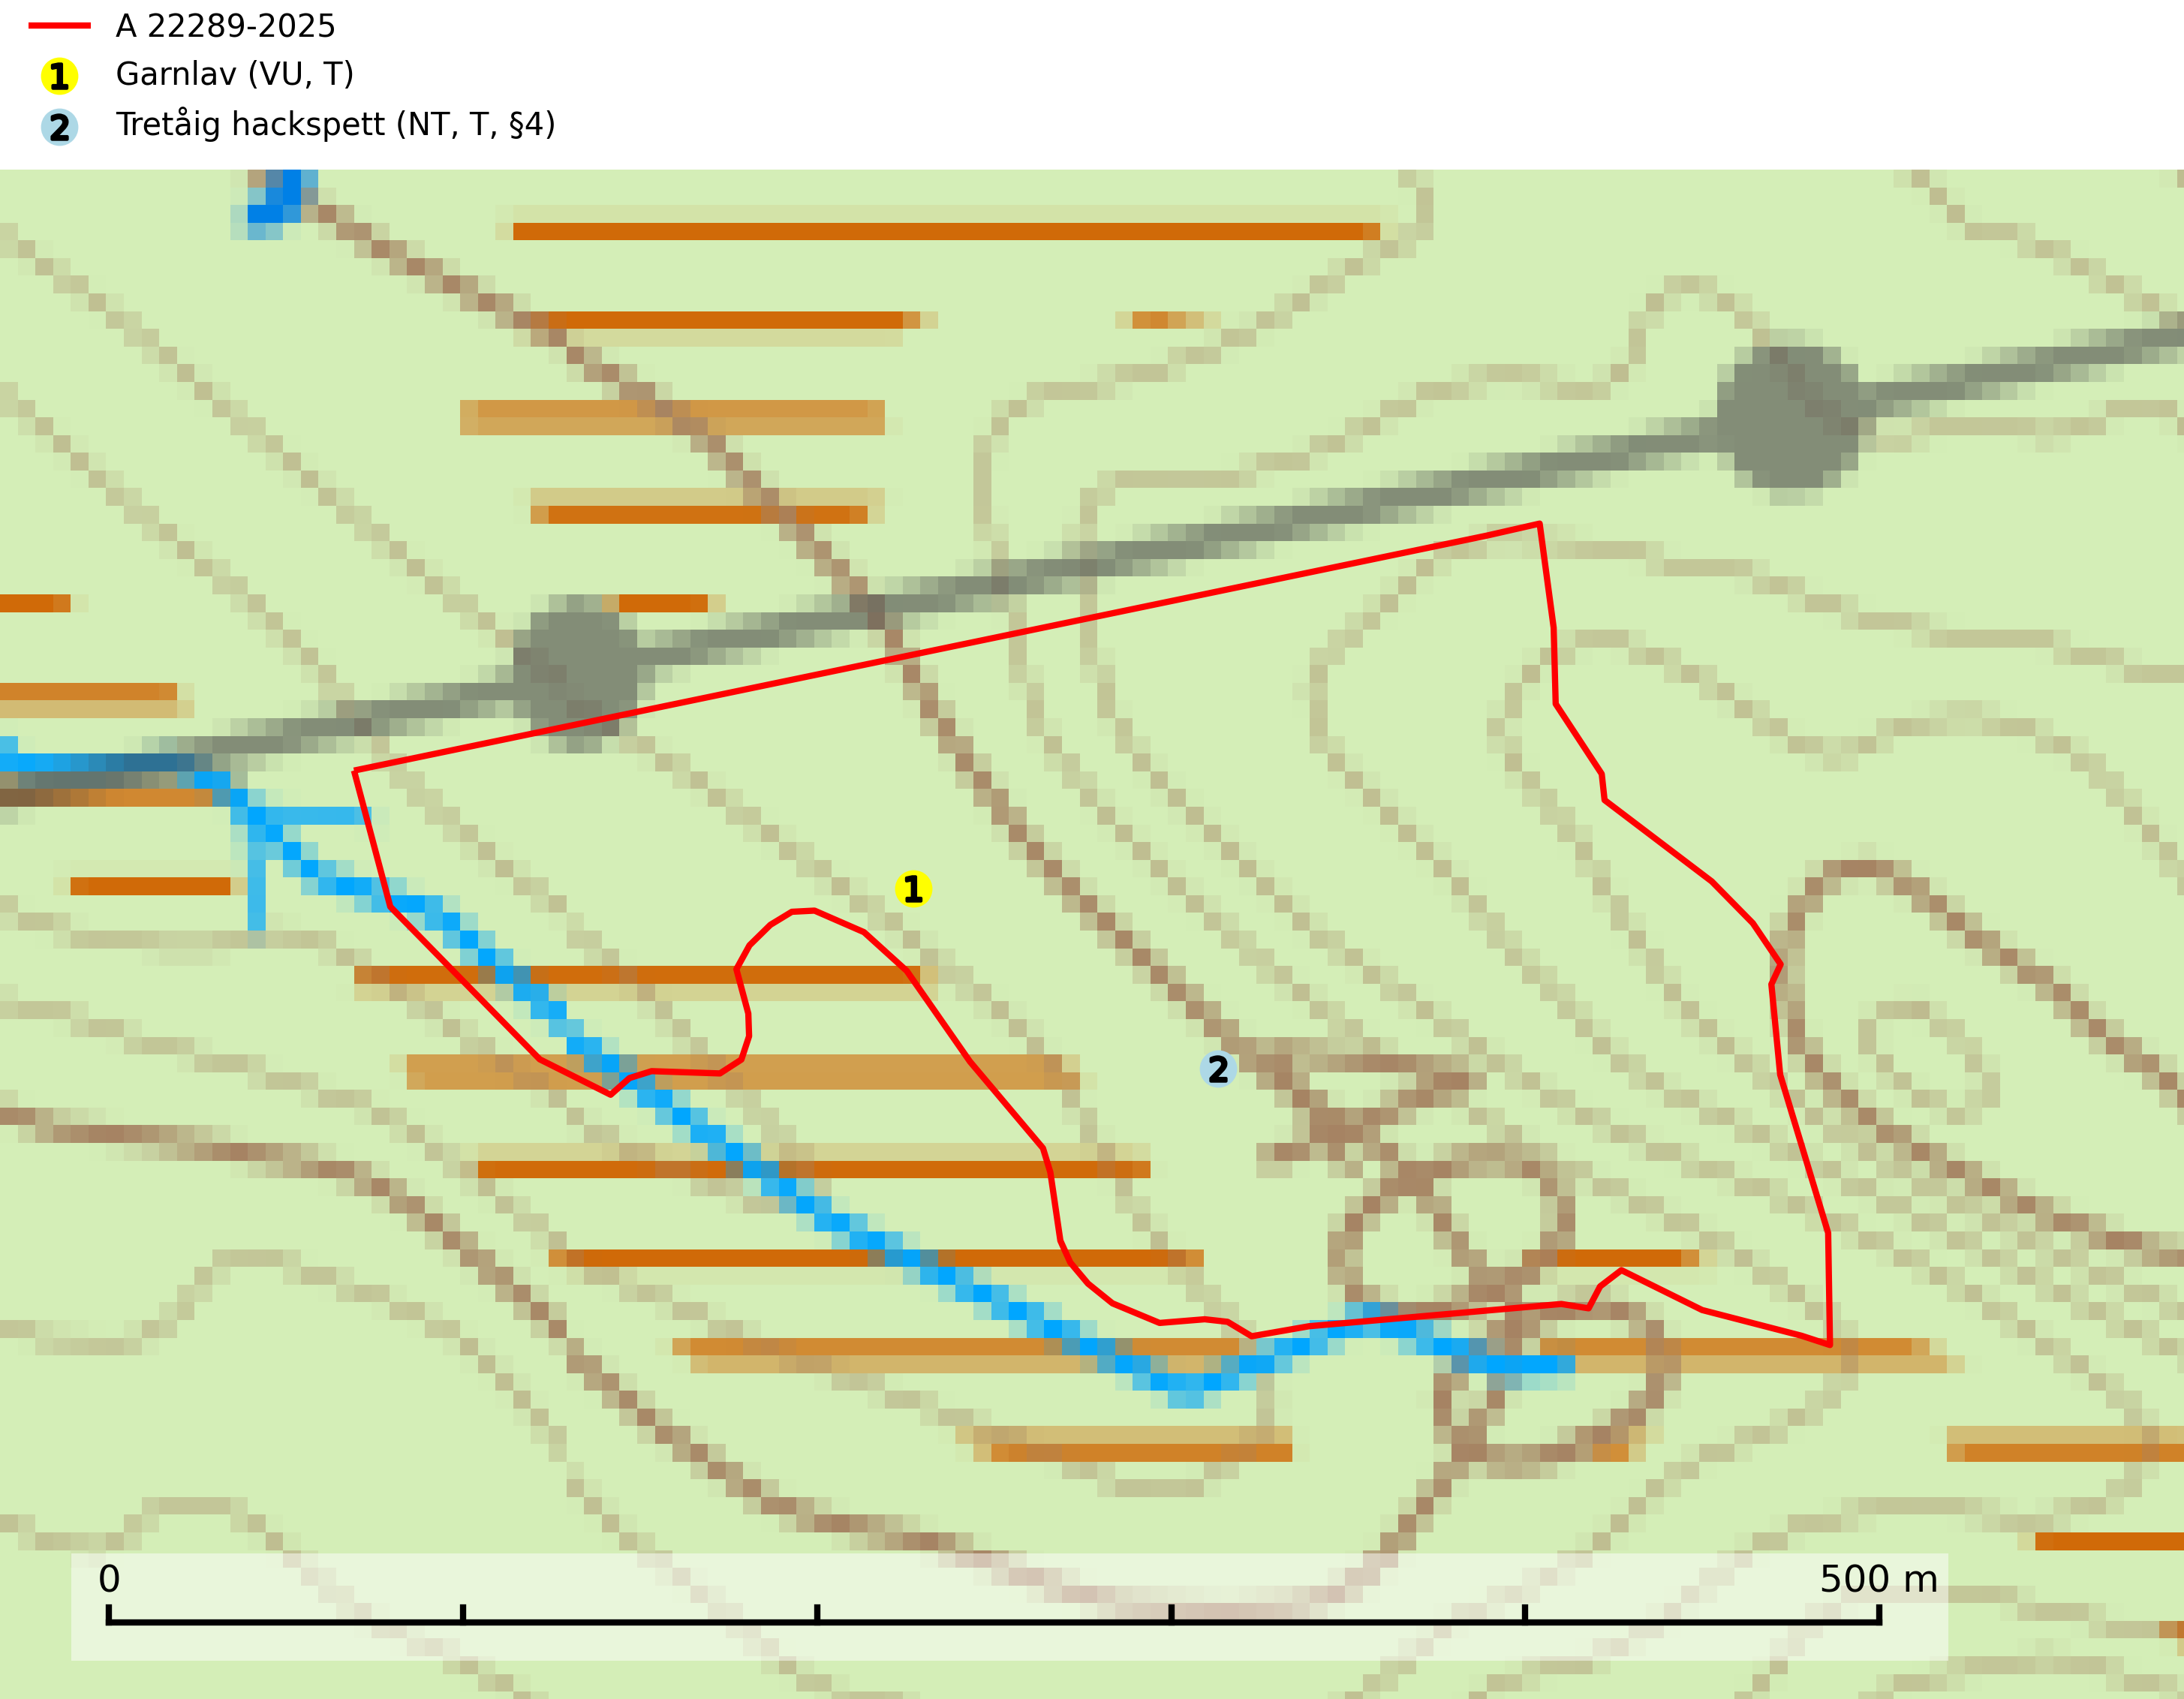 A 22289-2025
1 Garnlav (VU, T)
2 Tretåig hackspett (NT, T, §4)
1
2
0 500 m